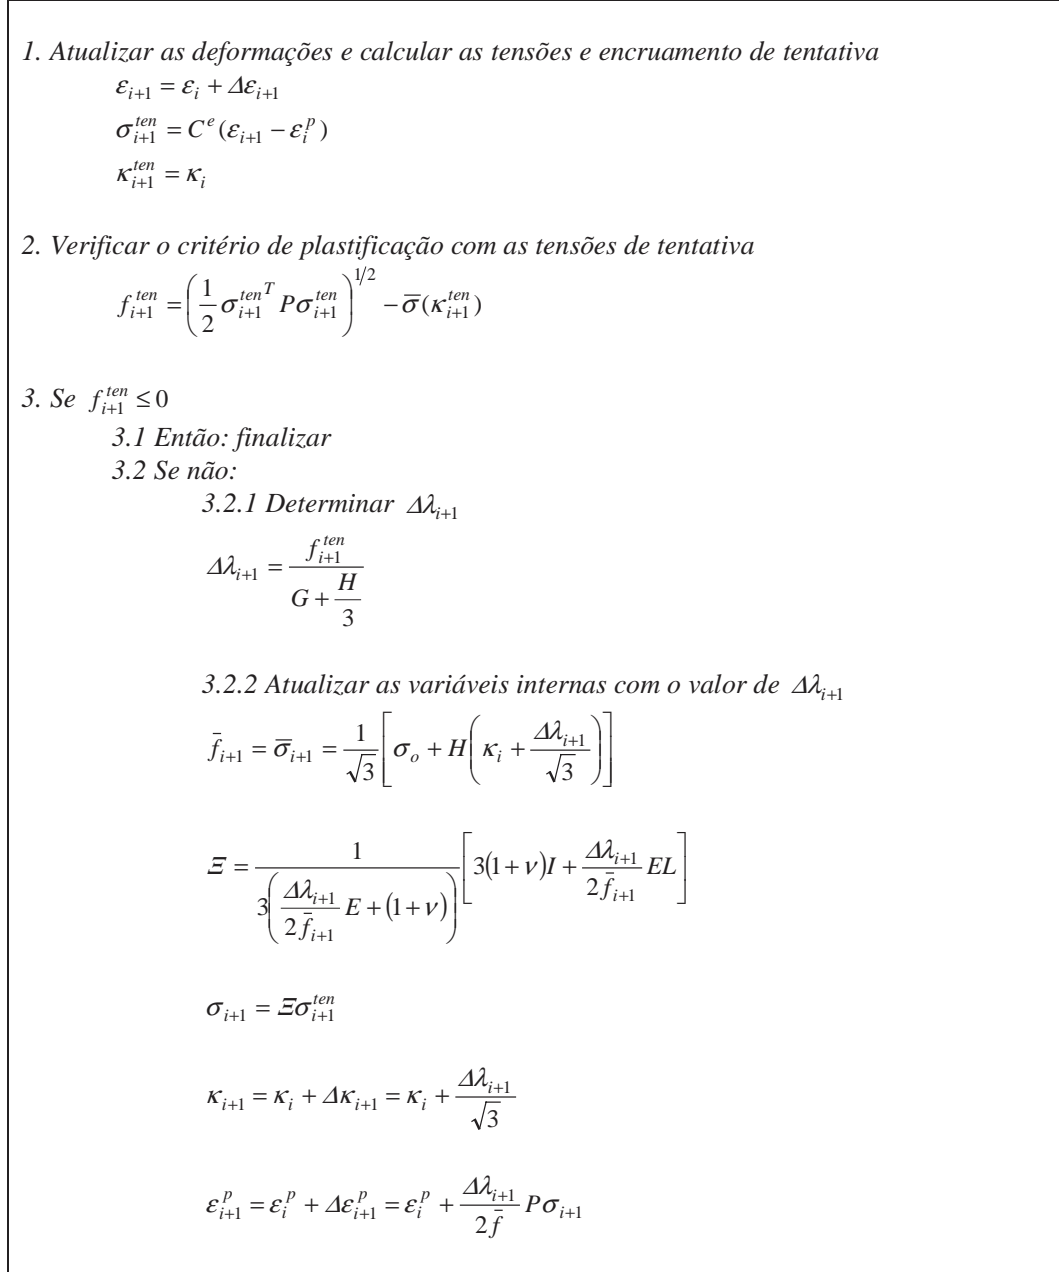 1. Atualizar as deformações e calcular as tensões e encruamento de tentativa
ε_{i+1} = ε_i + Δε_{i+1}
σ_{i+1}^{ten} = C^e (ε_{i+1} − ε_i^p)
κ_{i+1}^{ten} = κ_i
2. Verificar o critério de plastificação com as tensões de tentativa
f_{i+1}^{ten} = (1/2 σ_{i+1}^{ten T} P σ_{i+1}^{ten})^{1/2} − σ̅(κ_{i+1}^{ten})
3. Se f_{i+1}^{ten} ≤ 0
3.1 Então: finalizar
3.2 Se não:
3.2.1 Determinar Δλ_{i+1}
Δλ_{i+1} = f_{i+1}^{ten} / (G + H/3)
3.2.2 Atualizar as variáveis internas com o valor de Δλ_{i+1}
f̄_{i+1} = σ̅_{i+1} = 1/√3 [σ_o + H(κ_i + Δλ_{i+1}/√3)]
Ξ = 1 / (3(Δλ_{i+1}/(2f̄_{i+1}) E + (1+ν))) [3(1+ν)I + Δλ_{i+1}/(2f̄_{i+1}) EL]
σ_{i+1} = Ξσ_{i+1}^{ten}
κ_{i+1} = κ_i + Δκ_{i+1} = κ_i + Δλ_{i+1}/√3
ε_{i+1}^p = ε_i^p + Δε_{i+1}^p = ε_i^p + Δλ_{i+1}/(2f̄) Pσ_{i+1}